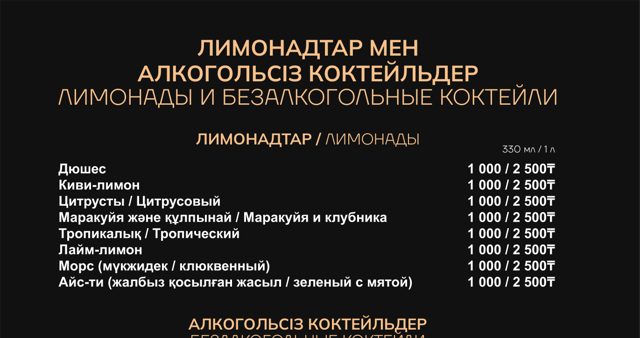 ЛИМОНАДТАР МЕН
АЛКОГОЛЬСІЗ КОКТЕЙЛЬДЕР
ЛИМОНАДЫ И БЕЗАЛКОГОЛЬНЫЕ КОКТЕЙЛИ
ЛИМОНАДТАР / ЛИМОНАДЫ
330 мл / 1 л
Дюшес 1 000 / 2 500₸
Киви-лимон 1 000 / 2 500₸
Цитрусты / Цитрусовый 1 000 / 2 500₸
Маракуйя және құлпынай / Маракуйя и клубника 1 000 / 2 500₸
Тропикалық / Тропический 1 000 / 2 500₸
Лайм-лимон 1 000 / 2 500₸
Морс (мүкжидек / клюквенный) 1 000 / 2 500₸
Айс-ти (жалбыз қосылған жасыл / зеленый с мятой) 1 000 / 2 500₸
АЛКОГОЛЬСІЗ КОКТЕЙЛЬДЕР
БЕЗАЛКОГОЛЬНЫЕ КОКТЕЙЛИ